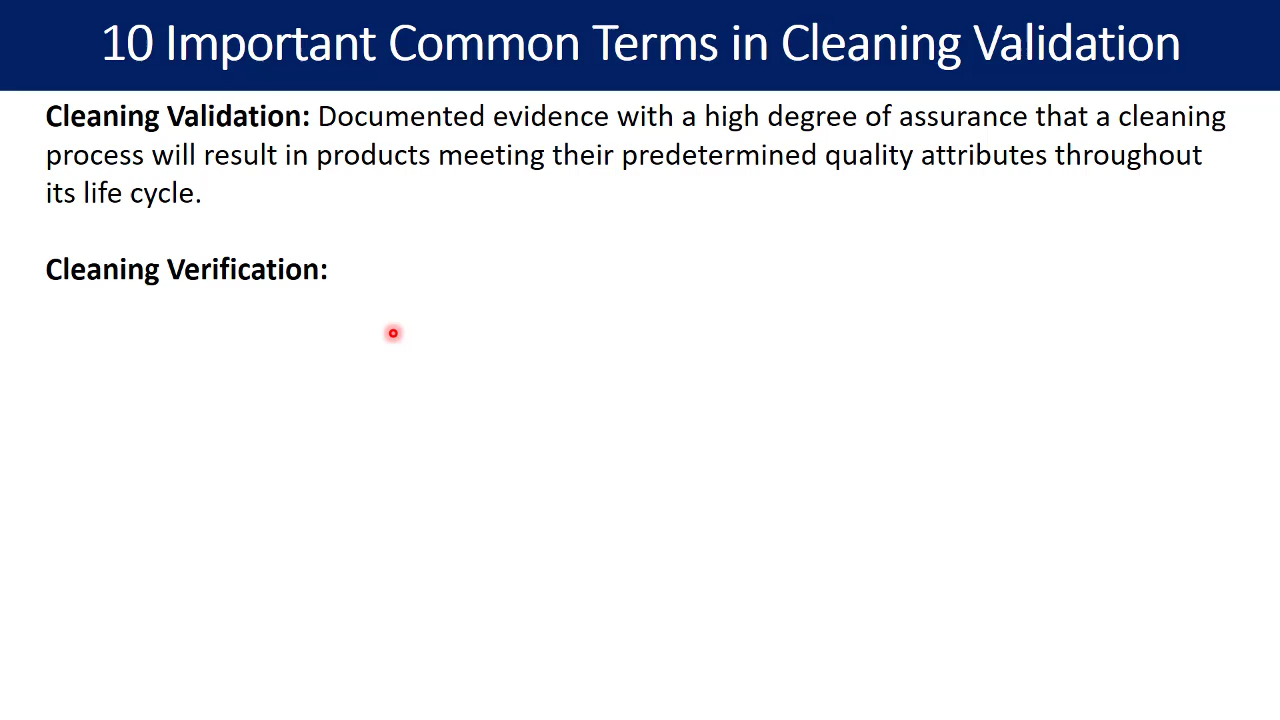 10 Important Common Terms in Cleaning Validation
Cleaning Validation: Documented evidence with a high degree of assurance that a cleaning
process will result in products meeting their predetermined quality attributes throughout
its life cycle.
Cleaning Verification: